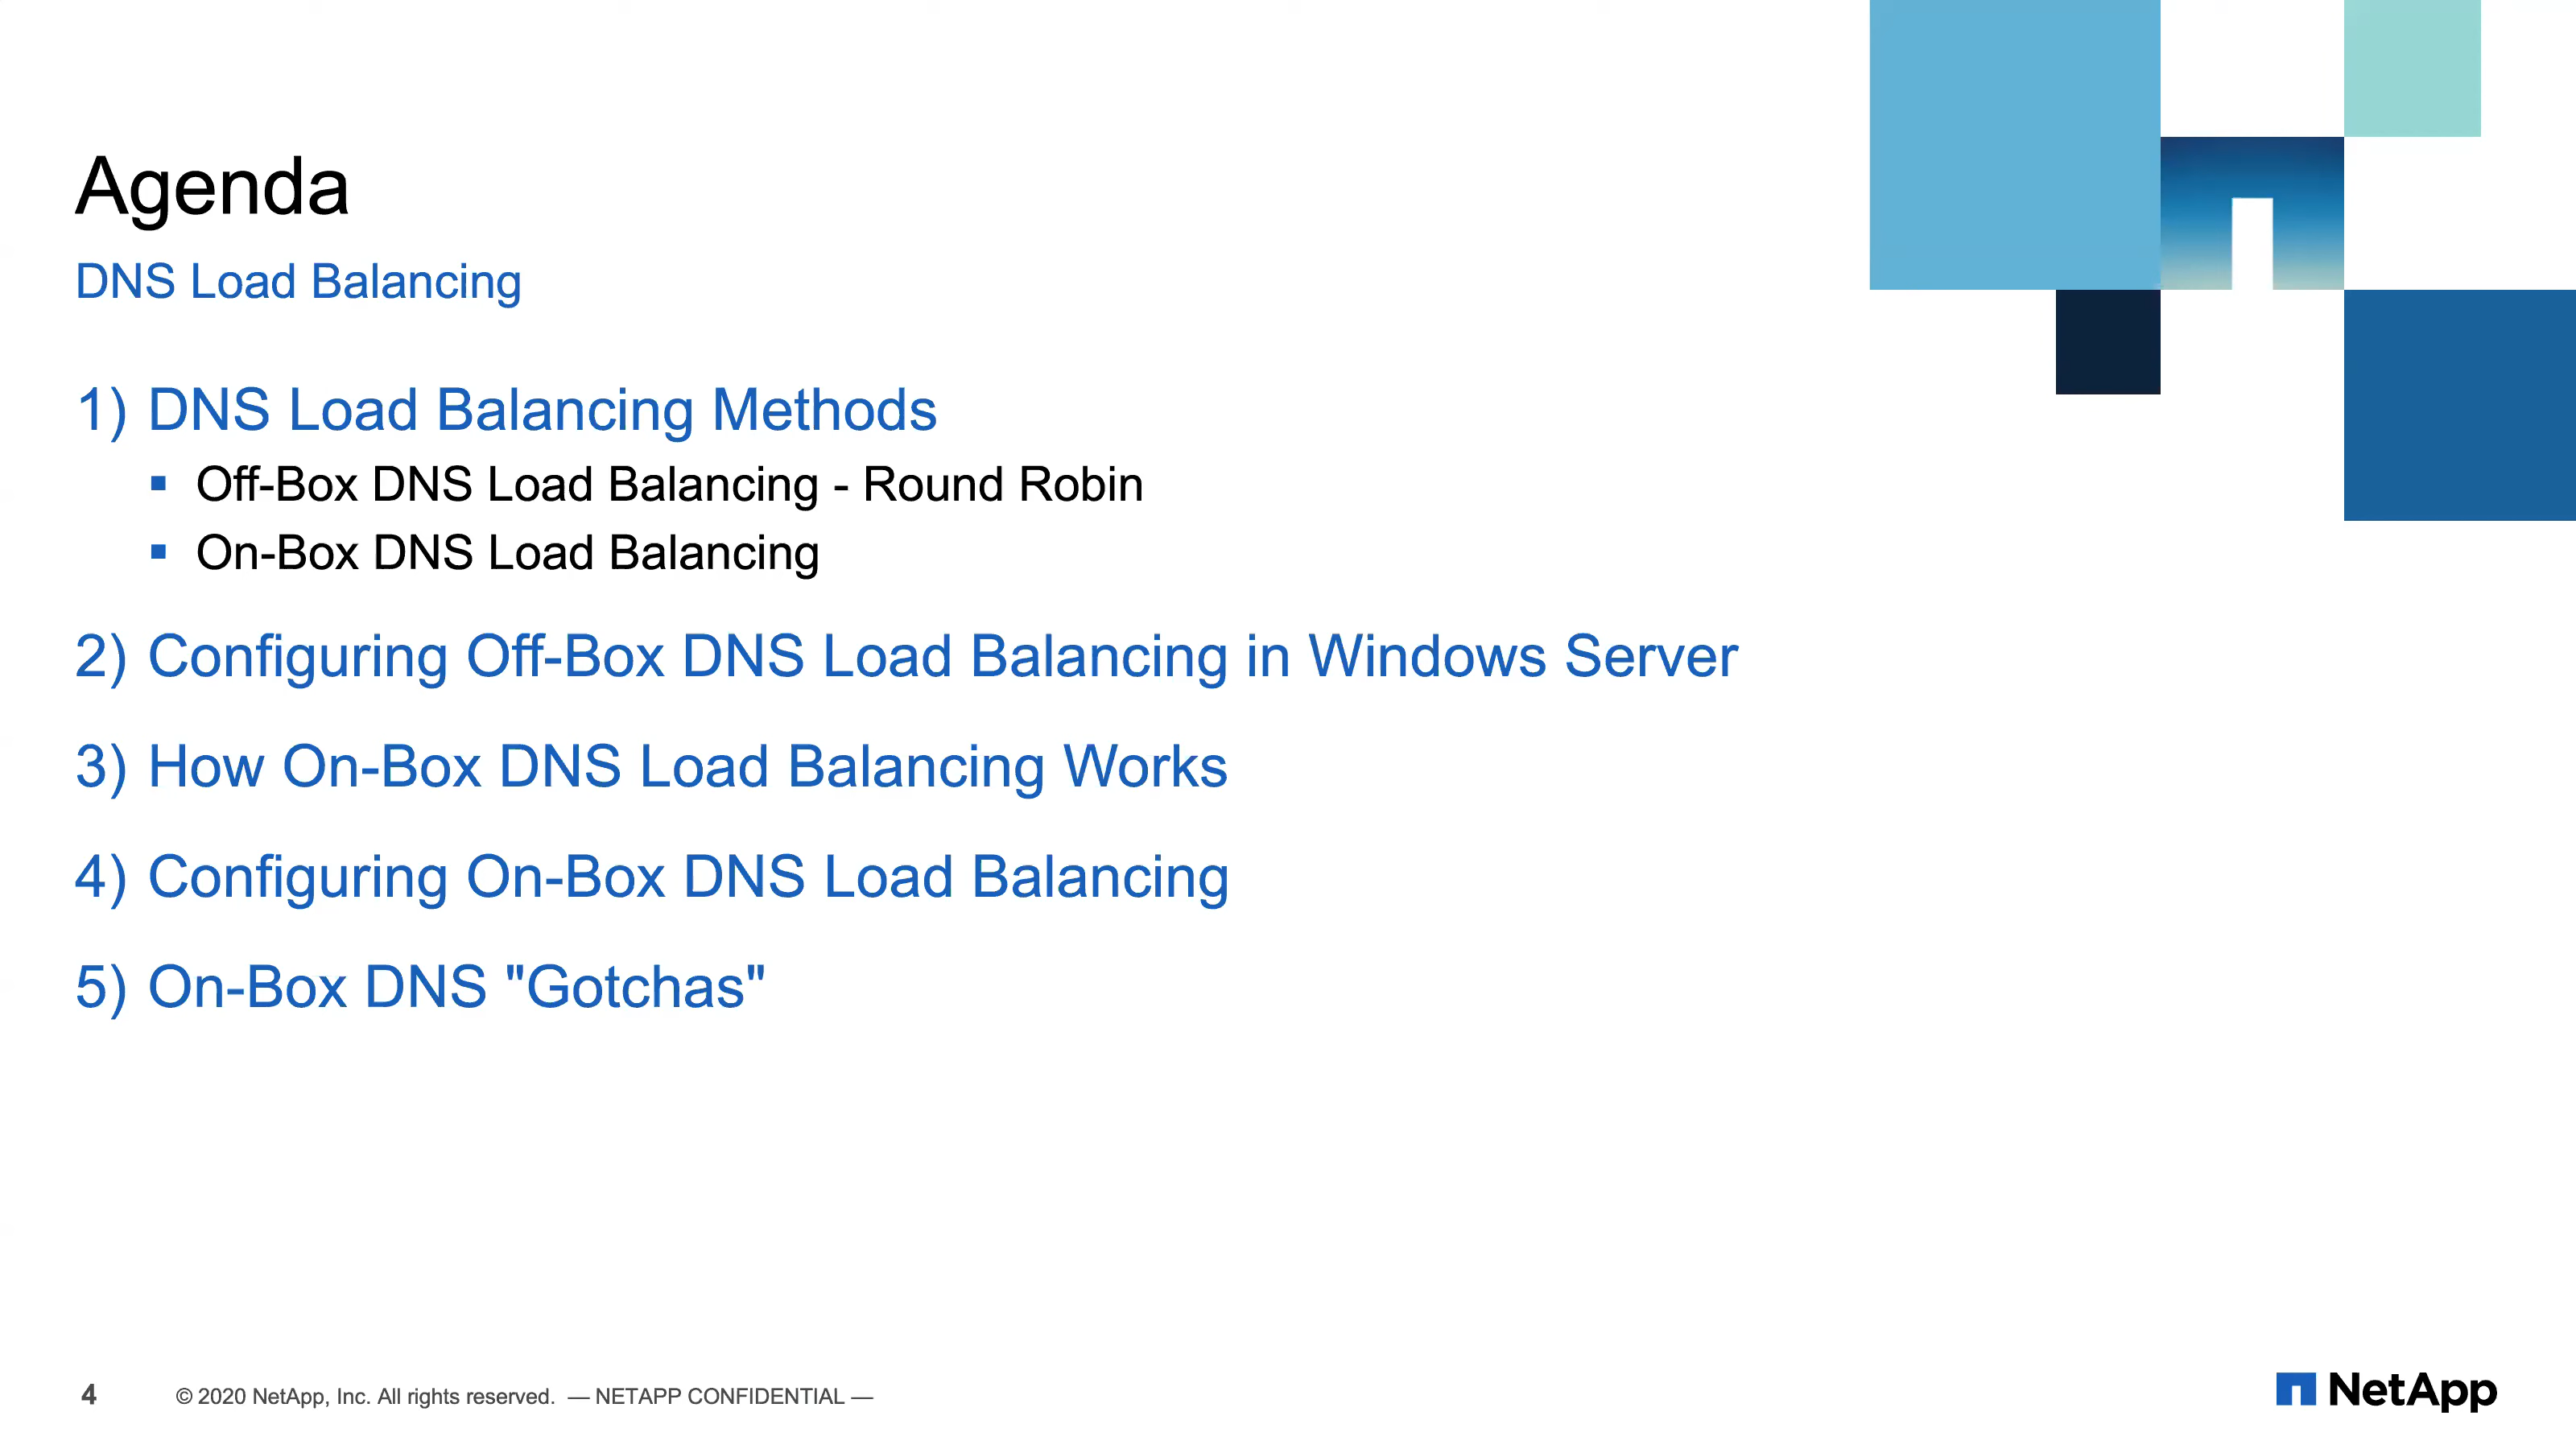 Agenda
DNS Load Balancing
1) DNS Load Balancing Methods
▪ Off-Box DNS Load Balancing - Round Robin
▪ On-Box DNS Load Balancing
2) Configuring Off-Box DNS Load Balancing in Windows Server
3) How On-Box DNS Load Balancing Works
4) Configuring On-Box DNS Load Balancing
5) On-Box DNS "Gotchas"
4 © 2020 NetApp, Inc. All rights reserved. — NETAPP CONFIDENTIAL —
NetApp